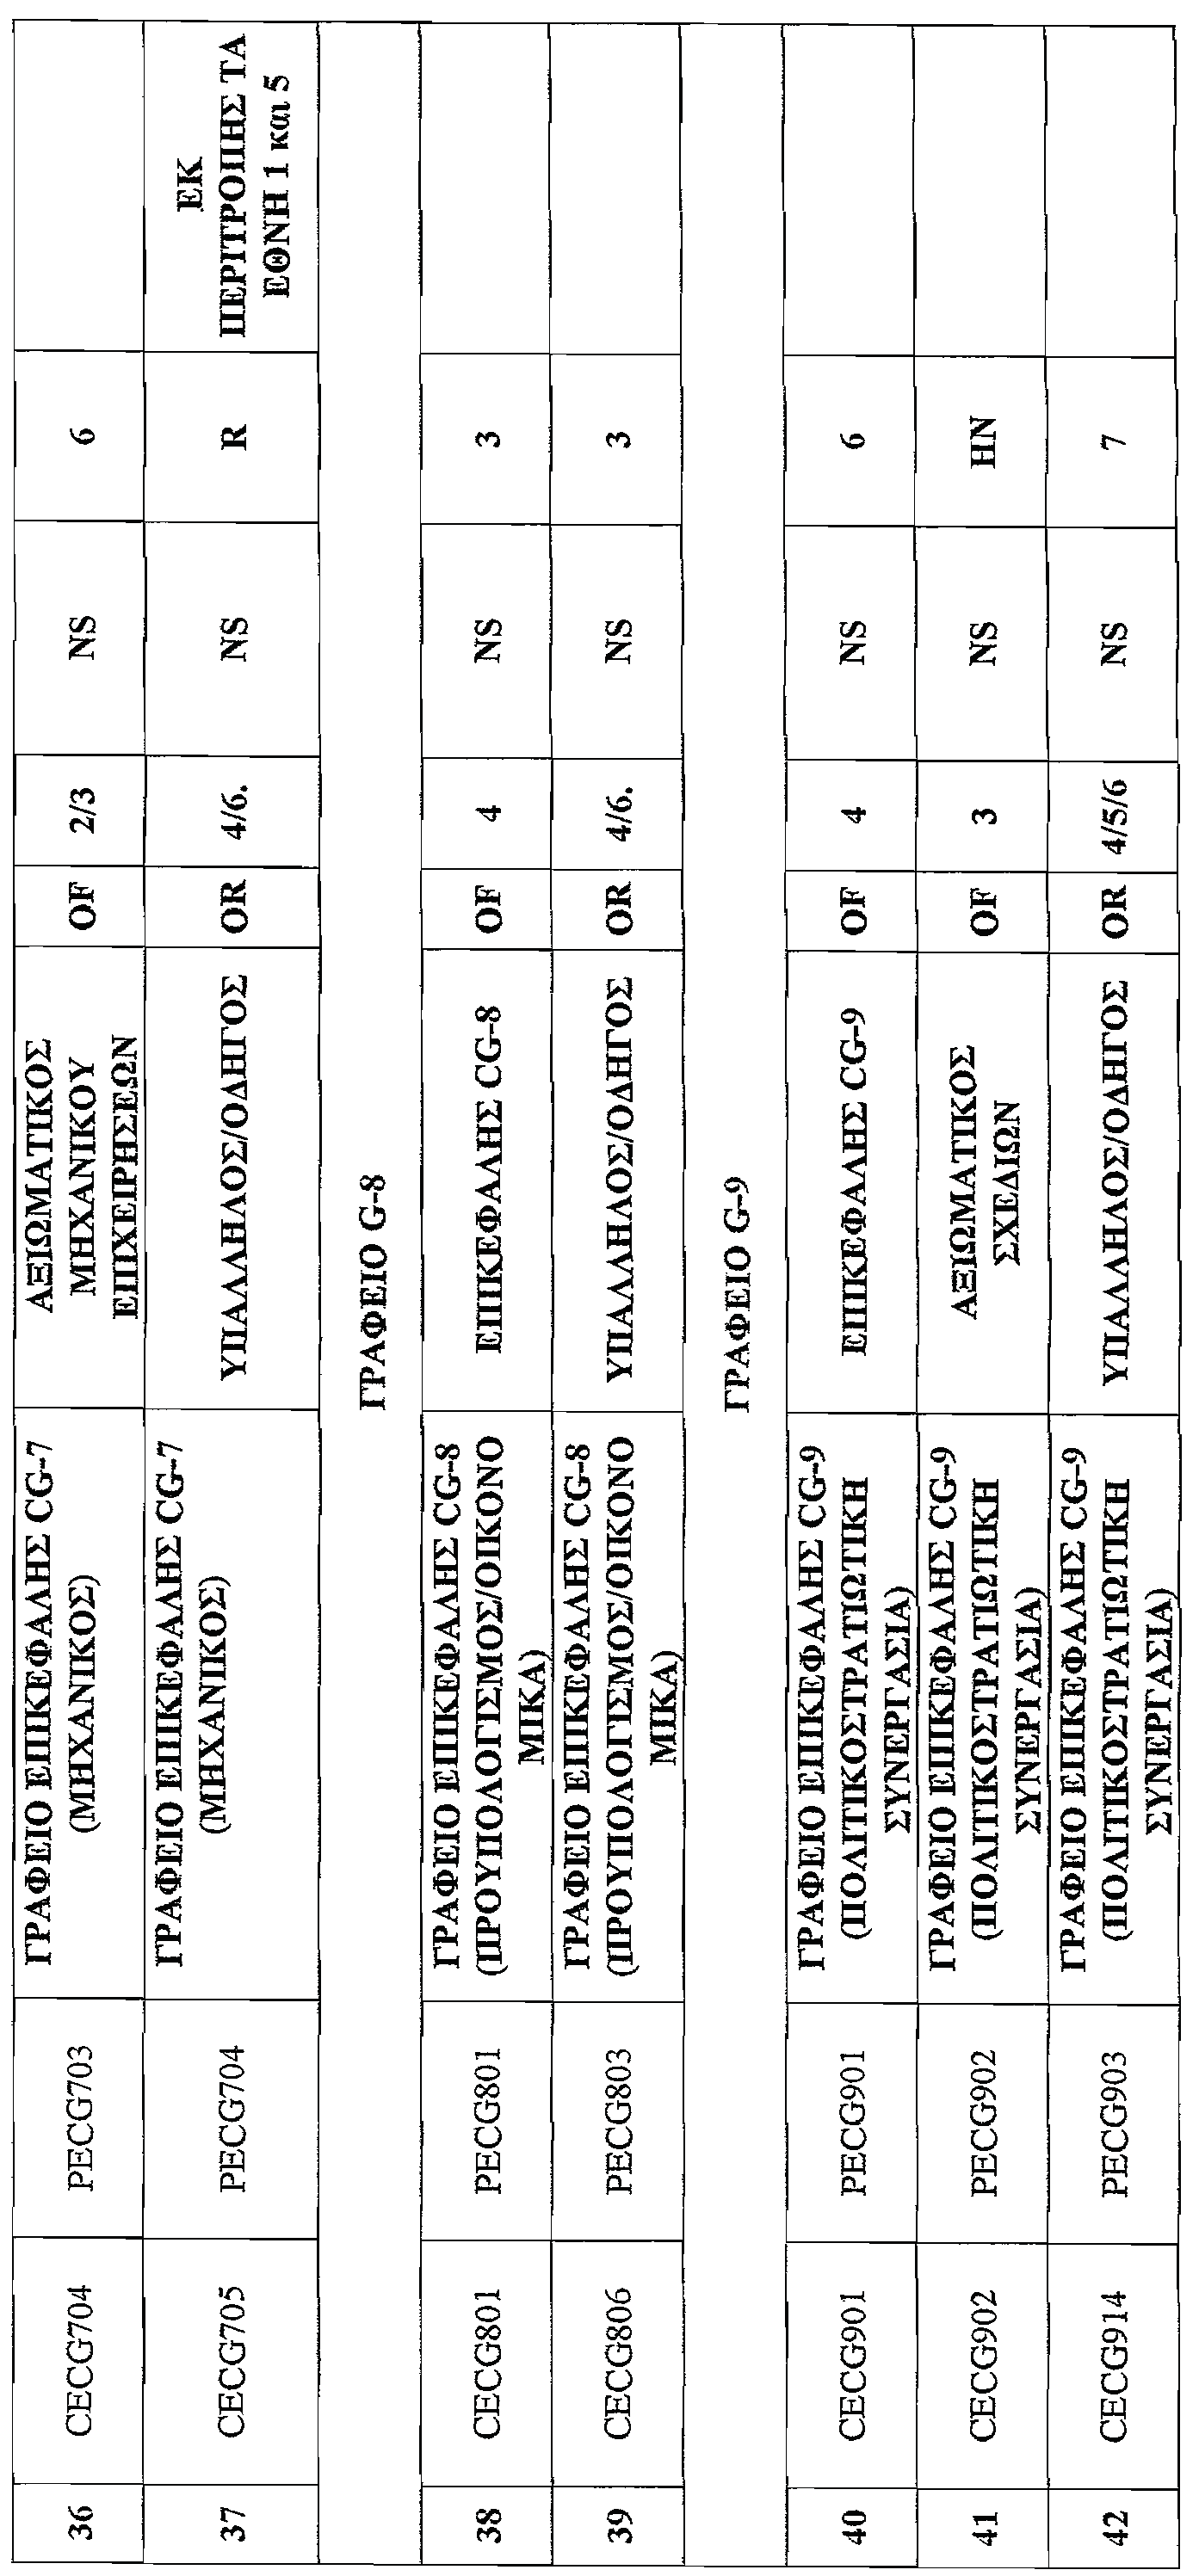 36 CECG704 PECG703 ΓΡΑΦΕΙΟ ΕΠΙΚΕΦΑΛΗΣ CG-7 (ΜΗΧΑΝΙΚΟΣ) ΑΞΙΩΜΑΤΙΚΟΣ ΜΗΧΑΝΙΚΟΥ ΕΠΙΧΕΙΡΗΣΕΩΝ OF 2/3 NS 6
37 CECG705 PECG704 ΓΡΑΦΕΙΟ ΕΠΙΚΕΦΑΛΗΣ CG-7 (ΜΗΧΑΝΙΚΟΣ) ΥΠΑΛΛΗΛΟΣ/ΟΔΗΓΟΣ OR 4/6. NS R ΕΚ ΠΕΡΙΤΡΟΠΗΣ ΤΑ ΕΘΝΗ 1 και 5
ΓΡΑΦΕΙΟ G-8
38 CECG801 PECG801 ΓΡΑΦΕΙΟ ΕΠΙΚΕΦΑΛΗΣ CG-8 (ΠΡΟΥΠΟΛΟΓΙΣΜΟΣ/ΟΙΚΟΝΟ ΜΙΚΑ) ΕΠΙΚΕΦΑΛΗΣ CG-8 OF 4 NS 3
39 CECG806 PECG803 ΓΡΑΦΕΙΟ ΕΠΙΚΕΦΑΛΗΣ CG-8 (ΠΡΟΥΠΟΛΟΓΙΣΜΟΣ/ΟΙΚΟΝΟ ΜΙΚΑ) ΥΠΑΛΛΗΛΟΣ/ΟΔΗΓΟΣ OR 4/6. NS 3
ΓΡΑΦΕΙΟ G-9
40 CECG901 PECG901 ΓΡΑΦΕΙΟ ΕΠΙΚΕΦΑΛΗΣ CG-9 (ΠΟΛΙΤΙΚΟΣΤΡΑΤΙΩΤΙΚΗ ΣΥΝΕΡΓΑΣΙΑ) ΕΠΙΚΕΦΑΛΗΣ CG-9 OF 4 NS 6
41 CECG902 PECG902 ΓΡΑΦΕΙΟ ΕΠΙΚΕΦΑΛΗΣ CG-9 (ΠΟΛΙΤΙΚΟΣΤΡΑΤΙΩΤΙΚΗ ΣΥΝΕΡΓΑΣΙΑ) ΑΞΙΩΜΑΤΙΚΟΣ ΣΧΕΔΙΩΝ OF 3 NS HN
42 CECG914 PECG903 ΓΡΑΦΕΙΟ ΕΠΙΚΕΦΑΛΗΣ CG-9 (ΠΟΛΙΤΙΚΟΣΤΡΑΤΙΩΤΙΚΗ ΣΥΝΕΡΓΑΣΙΑ) ΥΠΑΛΛΗΛΟΣ/ΟΔΗΓΟΣ OR 4/5/6 NS 7